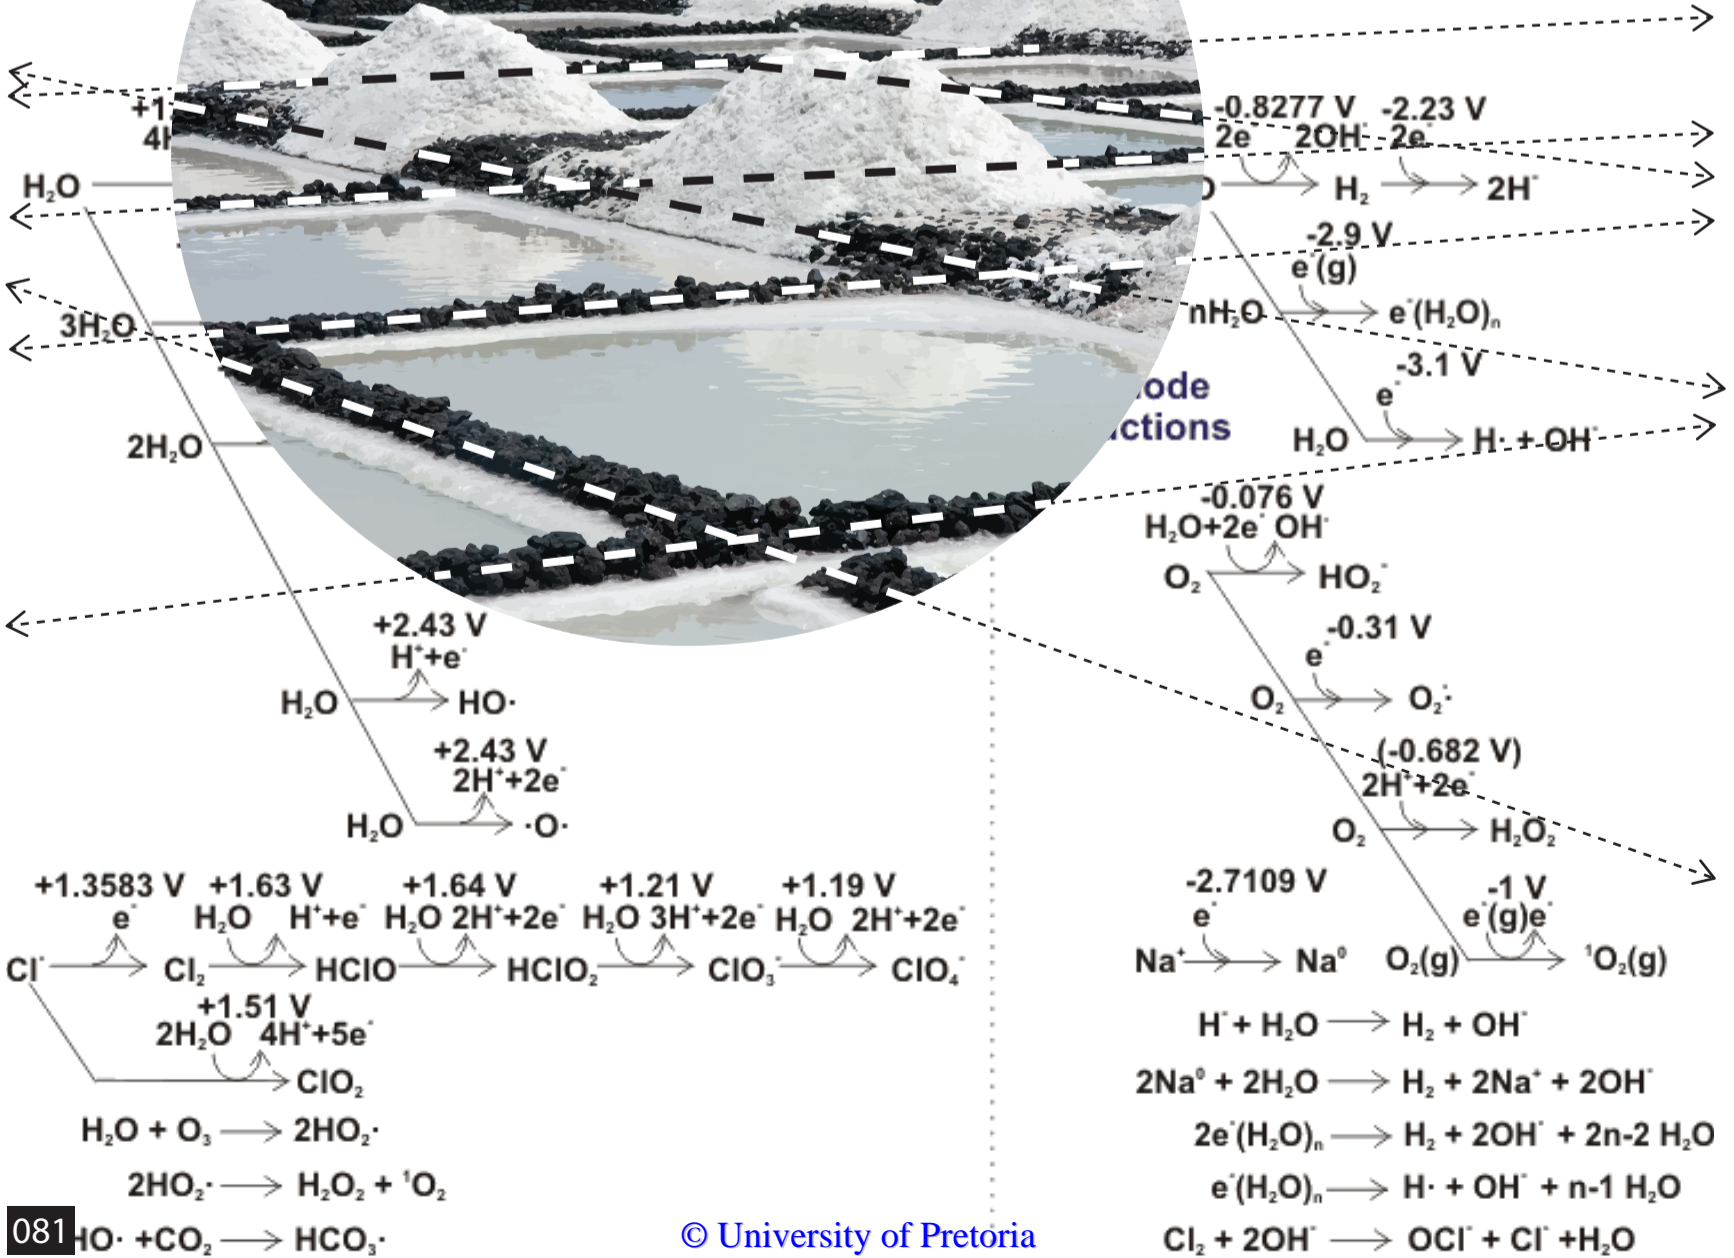 -0.8277 V -2.23 V
2e⁻ 2OH⁻ 2e⁻
H₂O H₂ 2H⁻
-2.9 V
e⁻(g)
3H₂O nH₂O e⁻(H₂O)ₙ
-3.1 V
e⁻
2H₂O H₂O H· + OH⁻
-0.076 V
H₂O+2e⁻ OH⁻
O₂ HO₂⁻
+2.43 V -0.31 V
H⁺+e⁻ e⁻
H₂O HO· O₂ O₂·⁻
+2.43 V (-0.682 V)
2H⁺+2e⁻ 2H⁺+2e⁻
H₂O ·O· O₂ H₂O₂
+1.3583 V +1.63 V +1.64 V +1.21 V +1.19 V -2.7109 V -1 V
e⁻ H₂O H⁺+e⁻ H₂O 2H⁺+2e⁻ H₂O 3H⁺+2e⁻ H₂O 2H⁺+2e⁻ e⁻ e⁻(g)e⁻
Cl⁻ Cl₂ HClO HClO₂ ClO₃⁻ ClO₄⁻ Na⁺ Na⁰ O₂(g) ¹O₂(g)
+1.51 V
2H₂O 4H⁺+5e⁻ H⁻ + H₂O → H₂ + OH⁻
ClO₂ 2Na⁰ + 2H₂O → H₂ + 2Na⁺ + 2OH⁻
H₂O + O₃ → 2HO₂· 2e⁻(H₂O)ₙ → H₂ + 2OH⁻ + 2n-2 H₂O
2HO₂· → H₂O₂ + ¹O₂ e⁻(H₂O)ₙ → H· + OH⁻ + n-1 H₂O
081 HO· +CO₂ → HCO₃· © University of Pretoria Cl₂ + 2OH⁻ → OCl⁻ + Cl⁻ +H₂O